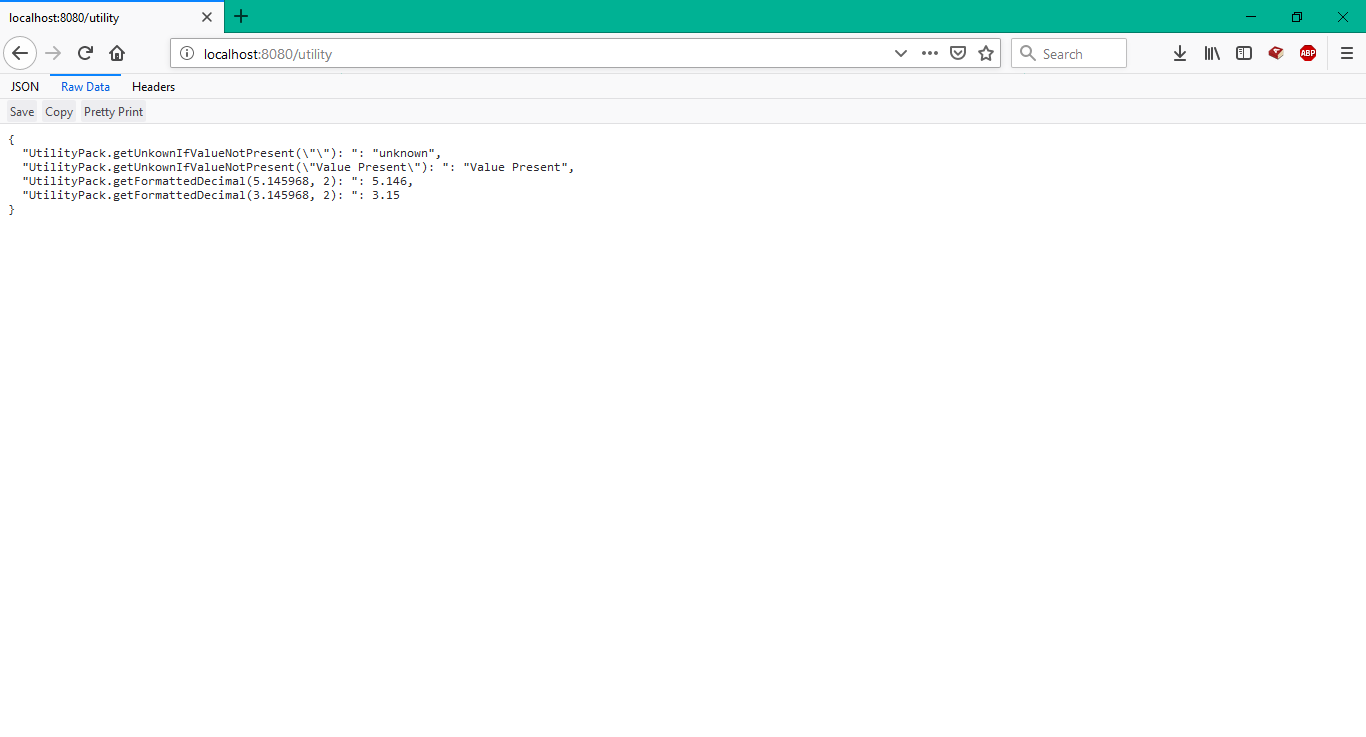 localhost:8080/utility
localhost:8080/utility
Search
ABP
JSON Raw Data Headers
Save Copy Pretty Print
{
  "UtilityPack.getUnkownIfValueNotPresent(\"\"): ": "unknown",
  "UtilityPack.getUnkownIfValueNotPresent(\"Value Present\"): ": "Value Present",
  "UtilityPack.getFormattedDecimal(5.145968, 2): ": 5.146,
  "UtilityPack.getFormattedDecimal(3.145968, 2): ": 3.15
}